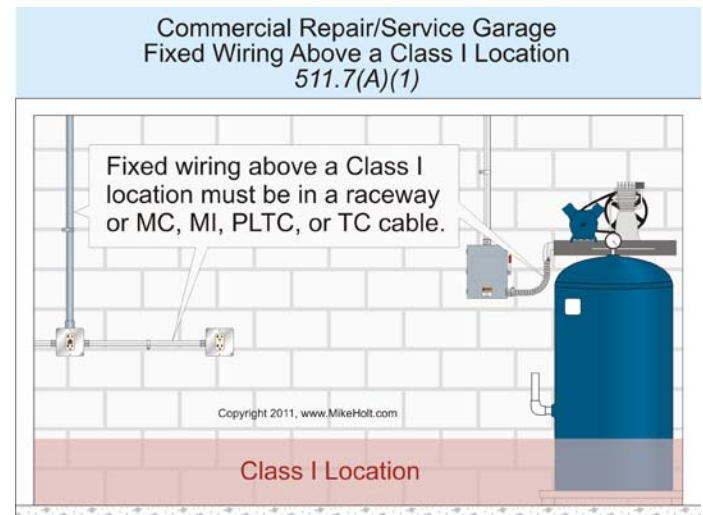 Commercial Repair/Service Garage
Fixed Wiring Above a Class I Location
511.7(A)(1)
Fixed wiring above a Class I
location must be in a raceway
or MC, MI, PLTC, or TC cable.
Copyright 2011, www.MikeHolt.com
Class I Location